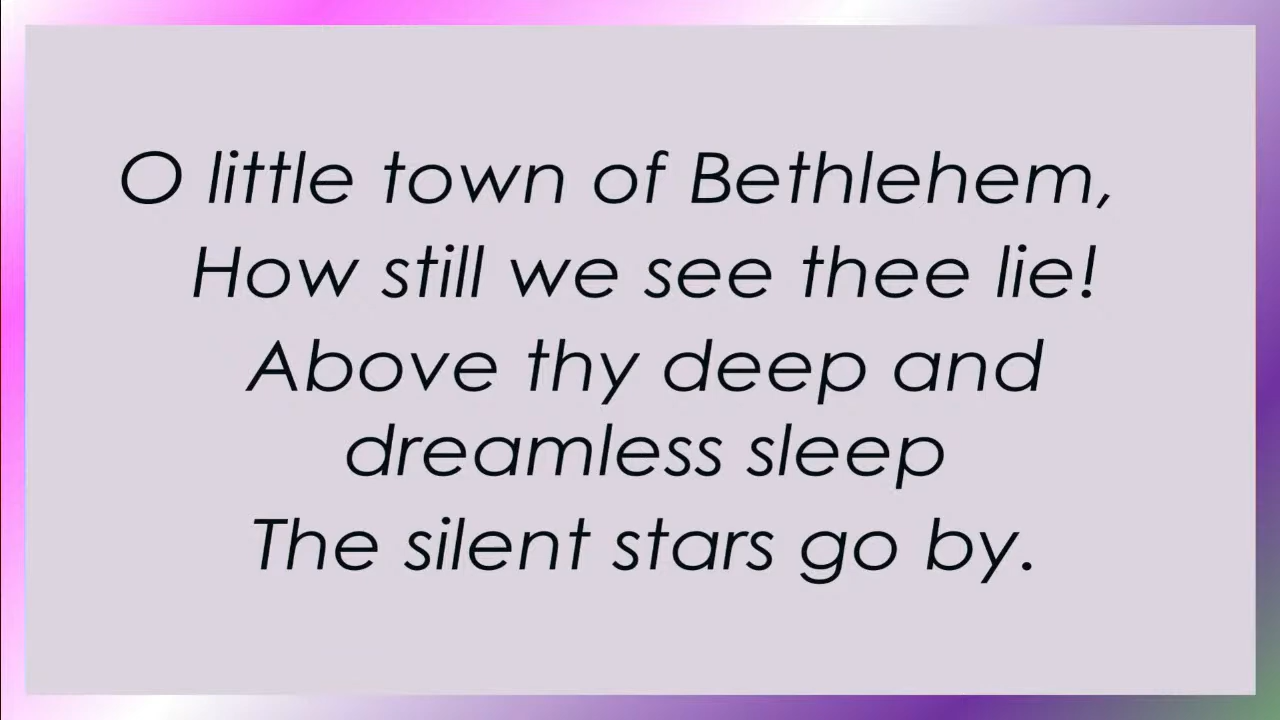 O little town of Bethlehem,
How still we see thee lie!
Above thy deep and
dreamless sleep
The silent stars go by.